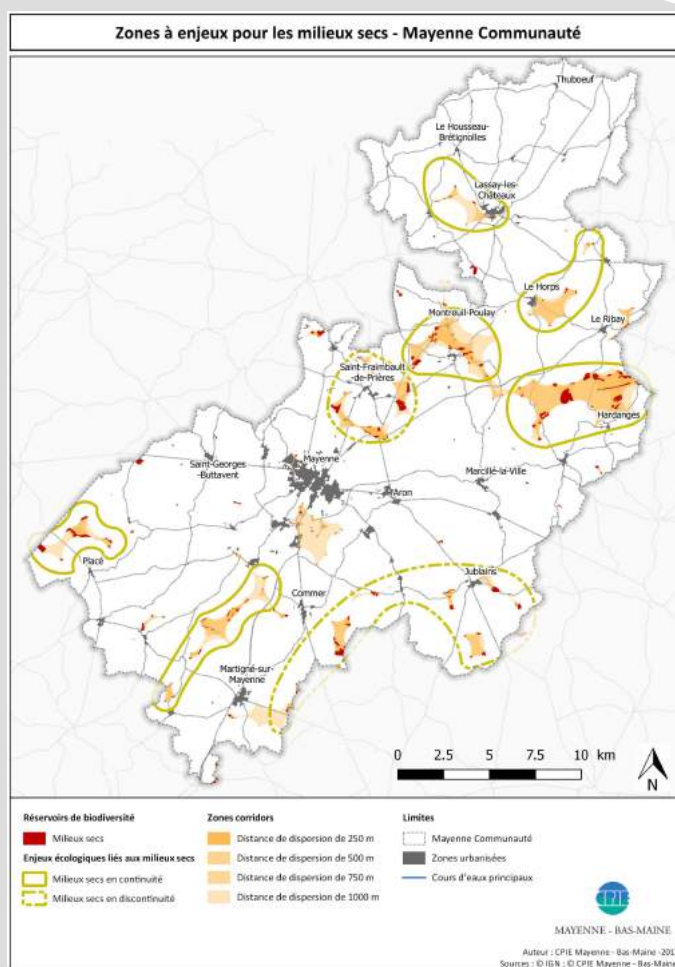 Zones à enjeux pour les milieux secs - Mayenne Communauté
Thuboeuf
Le Housseau-
Brétignolles
Lassay-les-
Châteaux
Le Horps
Montreuil-Poulay
Le Ribay
Saint-Fraimbault
-de-Prières
Hardanges
Mayenne
Saint-Georges-
Buttavent
Marcillé-la-Ville
Aron
Placé
Jublains
Commer
Martigné-sur-
Mayenne
0 2.5 5 7.5 10 km
N
Réservoirs de biodiversité
Milieux secs
Enjeux écologiques liés aux milieux secs
Milieux secs en continuité
Milieux secs en discontinuité
Zones corridors
Distance de dispersion de 250 m
Distance de dispersion de 500 m
Distance de dispersion de 750 m
Distance de dispersion de 1000 m
Limites
Mayenne Communauté
Zones urbanisées
Cours d'eaux principaux
CPIE
MAYENNE - BAS-MAINE
Auteur : CPIE Mayenne - Bas-Maine -201
Sources : © IGN : © CPIE Mayenne - Bas-Maine